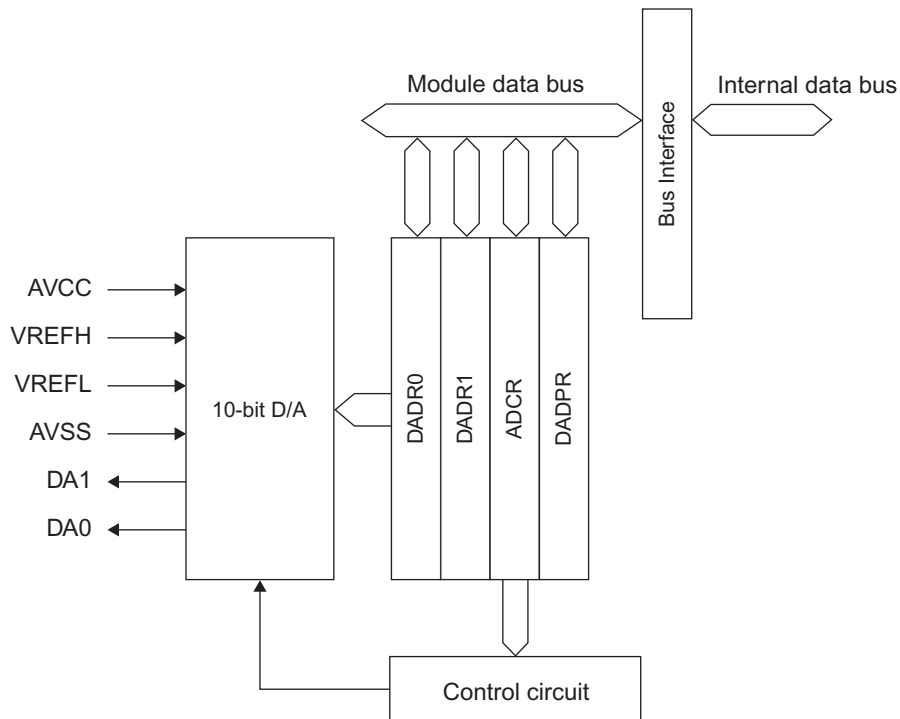 Module data bus
Internal data bus
Bus Interface
AVCC
VREFH
VREFL
AVSS
DA1
DA0
10-bit D/A
DADR0
DADR1
ADCR
DADPR
Control circuit